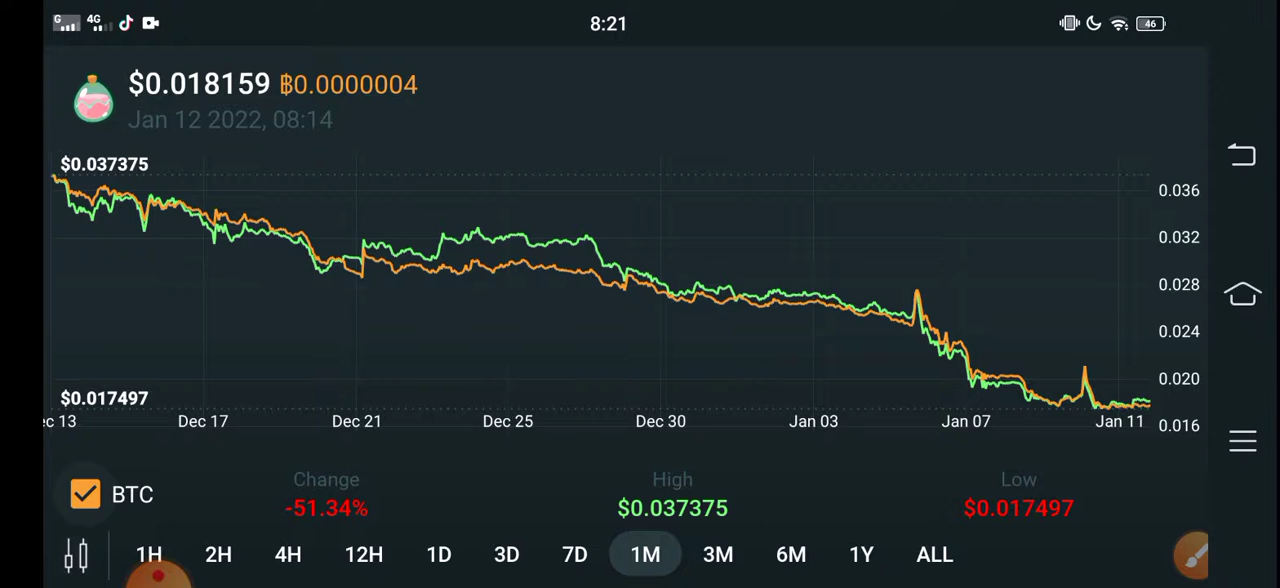 G 4G 8:21 46
$0.018159 ฿0.0000004
Jan 12 2022, 08:14
$0.037375
0.036
0.032
0.028
0.024
0.020
$0.017497
c 13 Dec 17 Dec 21 Dec 25 Dec 30 Jan 03 Jan 07 Jan 11 0.016
Change High Low
BTC -51.34% $0.037375 $0.017497
1H 2H 4H 12H 1D 3D 7D 1M 3M 6M 1Y ALL